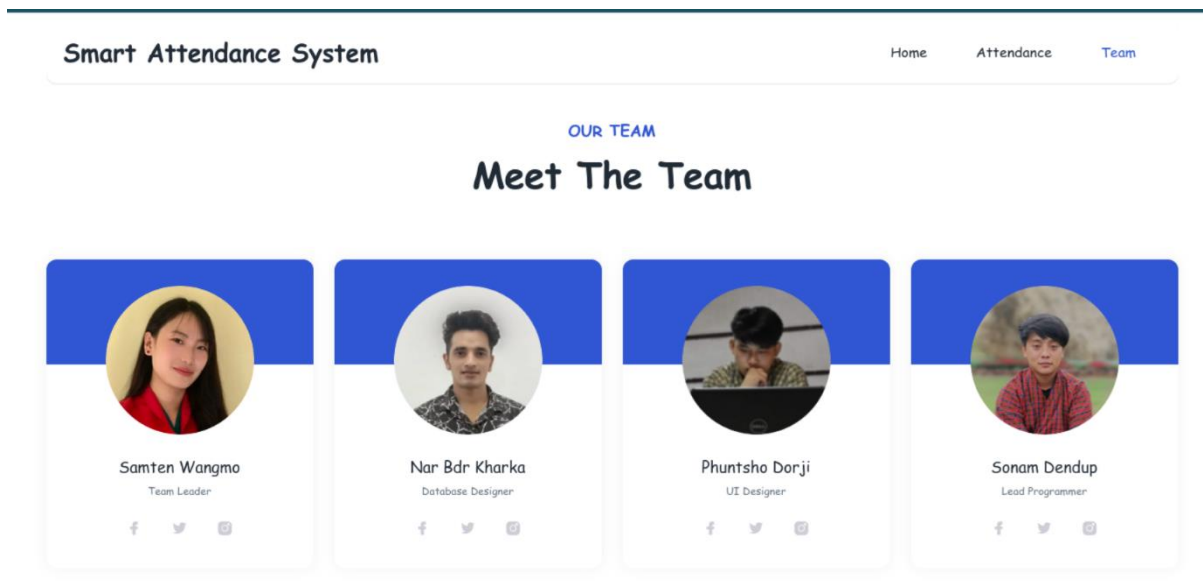 Smart Attendance System
Home Attendance Team
OUR TEAM
Meet The Team
Samten Wangmo
Team Leader
Nar Bdr Kharka
Database Designer
Phuntsho Dorji
UI Designer
Sonam Dendup
Lead Programmer